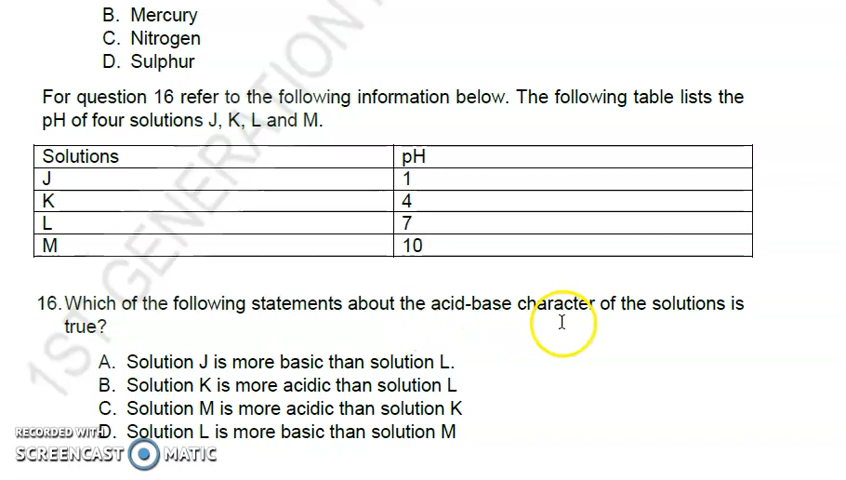 B. Mercury
C. Nitrogen
D. Sulphur
For question 16 refer to the following information below. The following table lists the
pH of four solutions J, K, L and M.
Solutions pH
J 1
K 4
L 7
M 10
16. Which of the following statements about the acid-base character of the solutions is
true?
A. Solution J is more basic than solution L.
B. Solution K is more acidic than solution L
C. Solution M is more acidic than solution K
D. Solution L is more basic than solution M
1ST GENERATION
RECORDED WITH
SCREENCAST MATIC